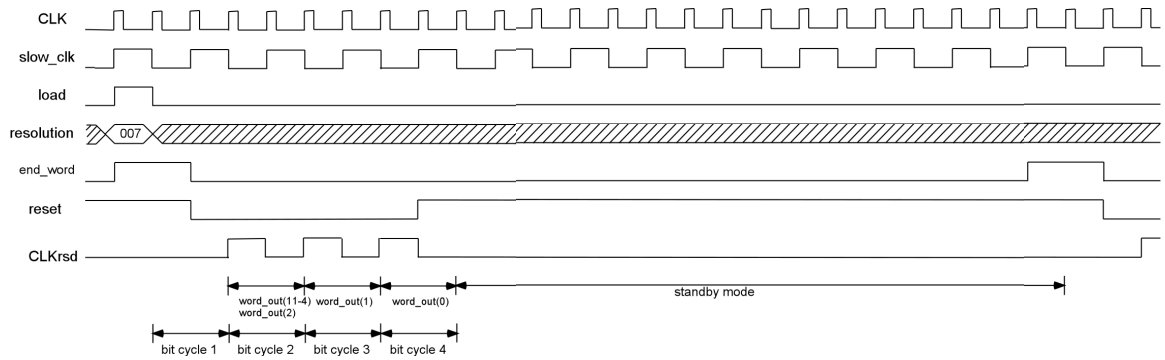 CLK
slow_clk
load
resolution
007
end_word
reset
CLKrsd
word_out(11-4) word_out(1) word_out(0)
word_out(2)
standby mode
bit cycle 1 bit cycle 2 bit cycle 3 bit cycle 4